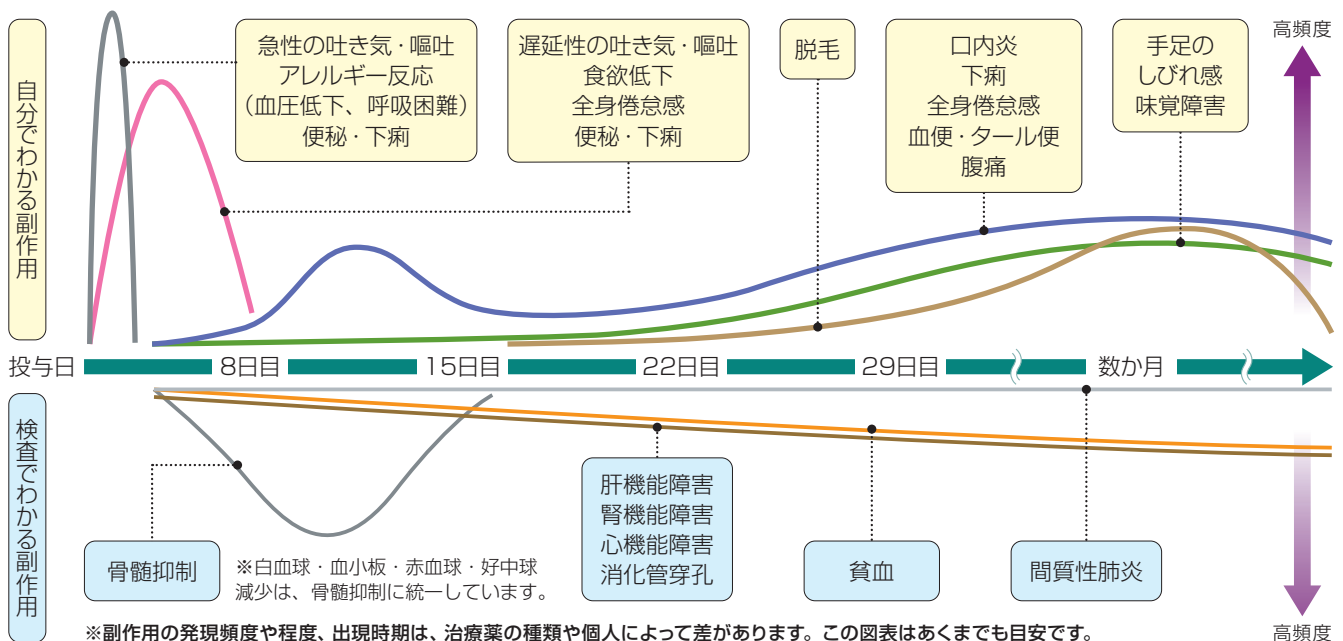 高頻度
自分でわかる副作用
急性の吐き気・嘔吐
アレルギー反応
(血圧低下、呼吸困難)
便秘・下痢
遅延性の吐き気・嘔吐
食欲低下
全身倦怠感
便秘・下痢
脱毛
口内炎
下痢
全身倦怠感
血便・タール便
腹痛
手足の
しびれ感
味覚障害
投与日 8日目 15日目 22日目 29日目 数か月
検査でわかる副作用
骨髄抑制
※白血球・血小板・赤血球・好中球
減少は、骨髄抑制に統一しています。
肝機能障害
腎機能障害
心機能障害
消化管穿孔
貧血
間質性肺炎
高頻度
※副作用の発現頻度や程度、出現時期は、治療薬の種類や個人によって差があります。この図表はあくまでも目安です。